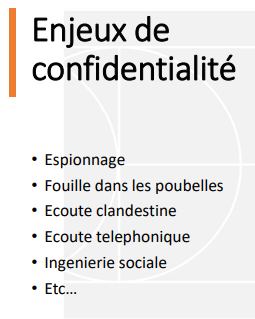 Enjeux de
confidentialité
• Espionnage
• Fouille dans les poubelles
• Ecoute clandestine
• Ecoute telephonique
• Ingenierie sociale
• Etc...